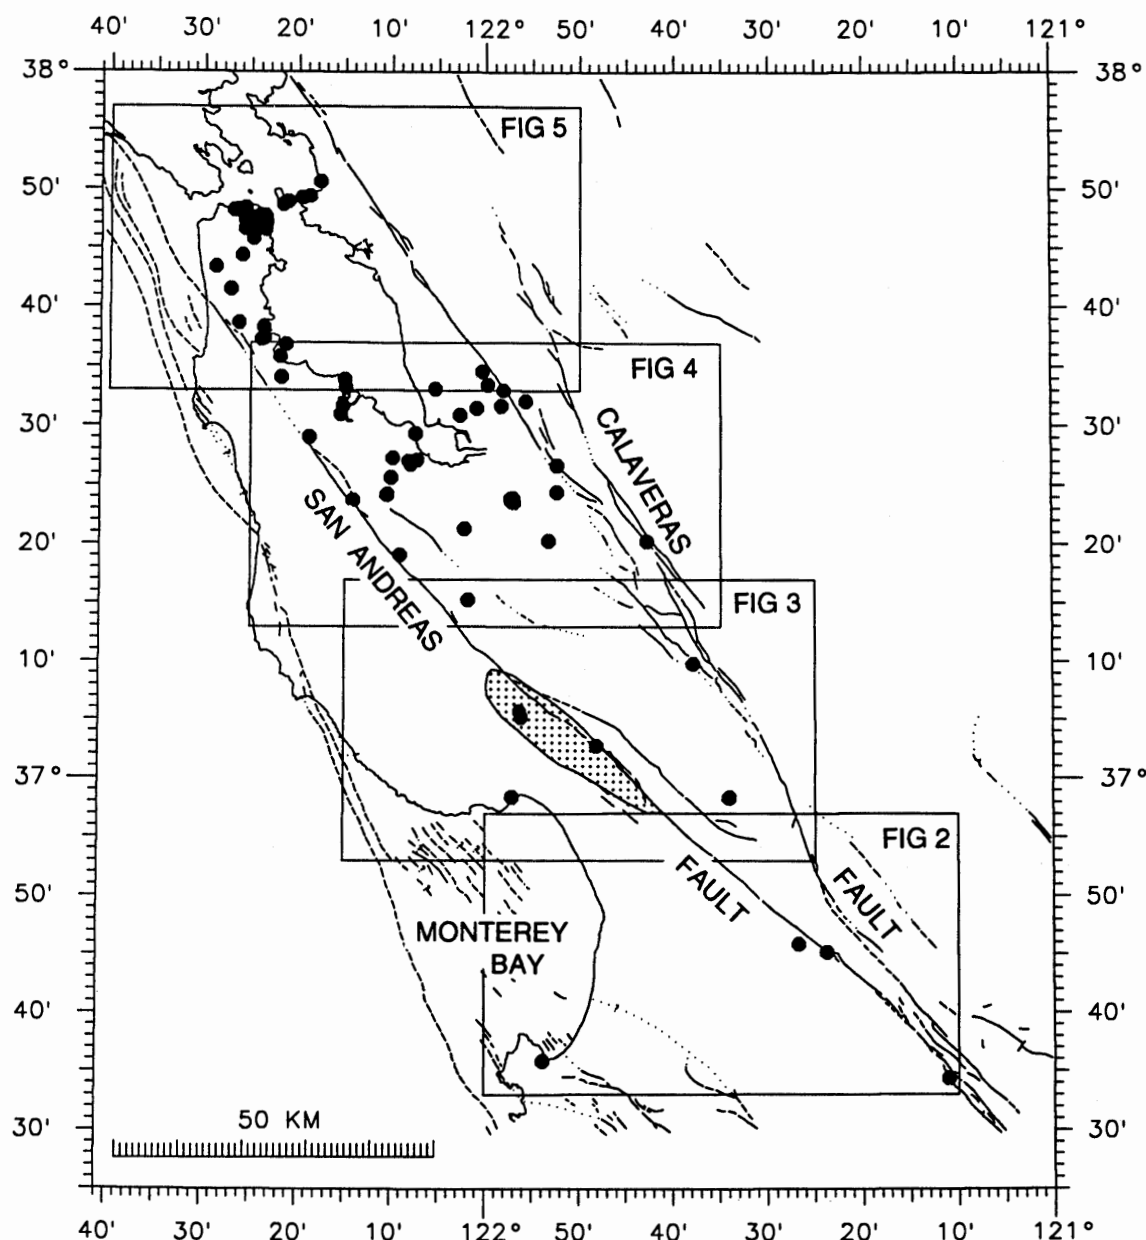 40' 30' 20' 10' 122° 50' 40' 30' 20' 10' 121°
38° 38°
FIG 5
50' 50'
40' 40'
FIG 4
30' 30'
CALAVERAS
SAN ANDREAS
20' 20'
FIG 3
10' 10'
37° 37°
FIG 2
FAULT
FAULT
50' 50'
MONTEREY
BAY
40' 40'
50 KM
30' 30'
40' 30' 20' 10' 122° 50' 40' 30' 20' 10' 121°